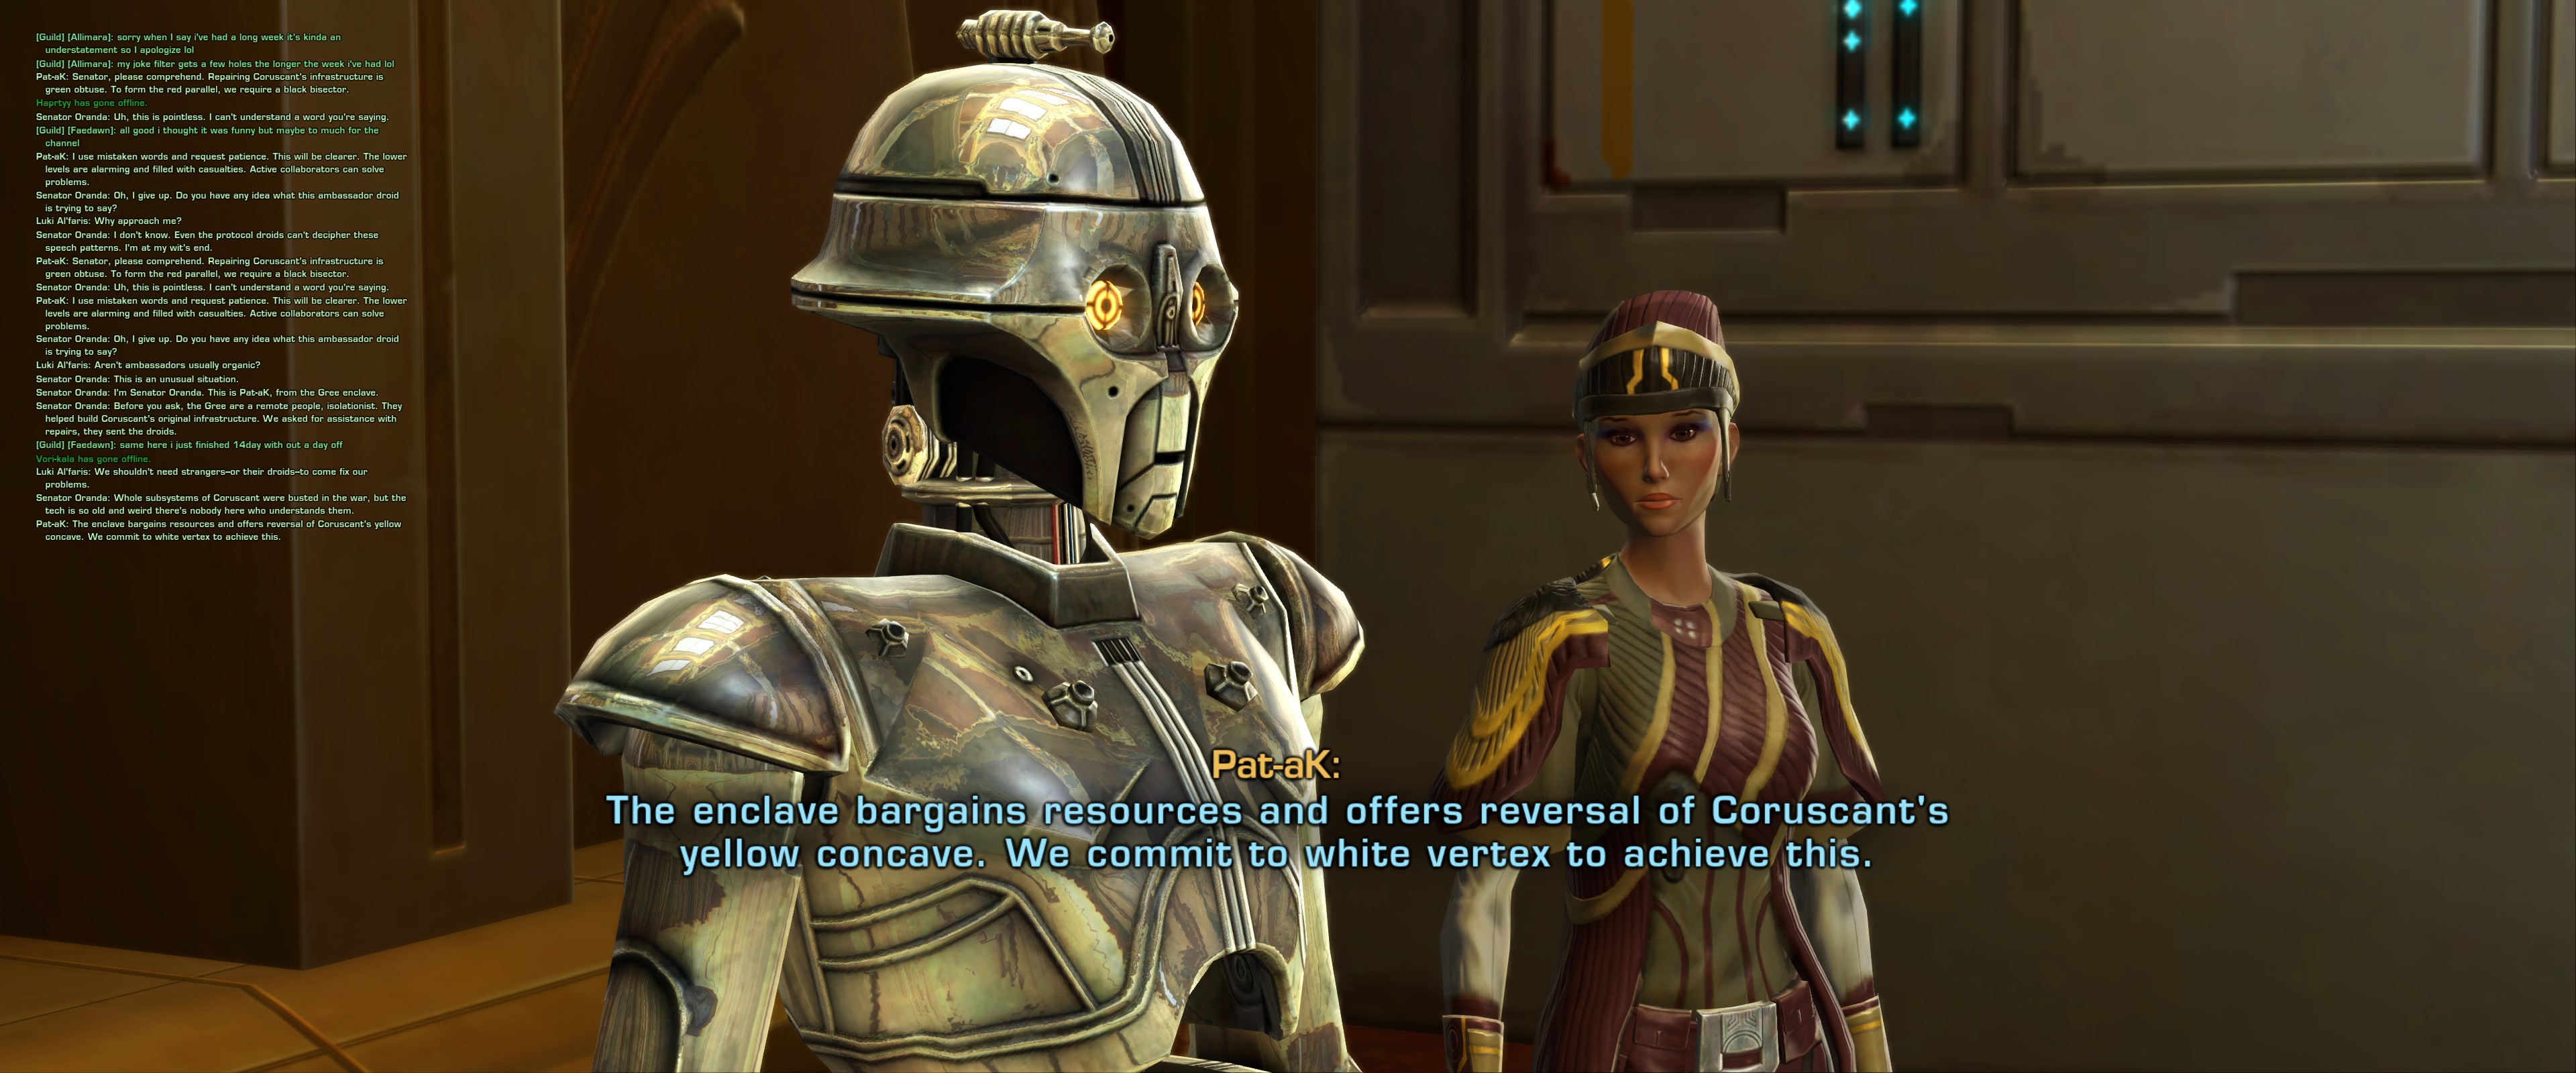 [Guild] [Allimara]: sorry when I say i've had a long week it's kinda an
understatement so I apologize lol
[Guild] [Allimara]: my joke filter gets a few holes the longer the week i've had lol
Pat-aK: Senator, please comprehend. Repairing Coruscant's infrastructure is
green obtuse. To form the red parallel, we require a black bisector.
Haprtyy has gone offline.
Senator Oranda: Uh, this is pointless. I can't understand a word you're saying.
[Guild] [Faedawn]: all good i thought it was funny but maybe to much for the
channel
Pat-aK: I use mistaken words and request patience. This will be clearer. The lower
levels are alarming and filled with casualties. Active collaborators can solve
problems.
Senator Oranda: Oh, I give up. Do you have any idea what this ambassador droid
is trying to say?
Luki Al'faris: Why approach me?
Senator Oranda: I don't know. Even the protocol droids can't decipher these
speech patterns. I'm at my wit's end.
Pat-aK: Senator, please comprehend. Repairing Coruscant's infrastructure is
green obtuse. To form the red parallel, we require a black bisector.
Senator Oranda: Uh, this is pointless. I can't understand a word you're saying.
Pat-aK: I use mistaken words and request patience. This will be clearer. The lower
levels are alarming and filled with casualties. Active collaborators can solve
problems.
Senator Oranda: Oh, I give up. Do you have any idea what this ambassador droid
is trying to say?
Luki Al'faris: Aren't ambassadors usually organic?
Senator Oranda: This is an unusual situation.
Senator Oranda: I'm Senator Oranda. This is Pat-aK, from the Gree enclave.
Senator Oranda: Before you ask, the Gree are a remote people, isolationist. They
helped build Coruscant's original infrastructure. We asked for assistance with
repairs, they sent the droids.
[Guild] [Faedawn]: same here i just finished 14day with out a day off
Vori-kala has gone offline.
Luki Al'faris: We shouldn't need strangers—or their droids—to come fix our
problems.
Senator Oranda: Whole subsystems of Coruscant were busted in the war, but the
tech is so old and weird there's nobody here who understands them.
Pat-aK: The enclave bargains resources and offers reversal of Coruscant's yellow
concave. We commit to white vertex to achieve this.
Pat-aK:
The enclave bargains resources and offers reversal of Coruscant's
yellow concave. We commit to white vertex to achieve this.